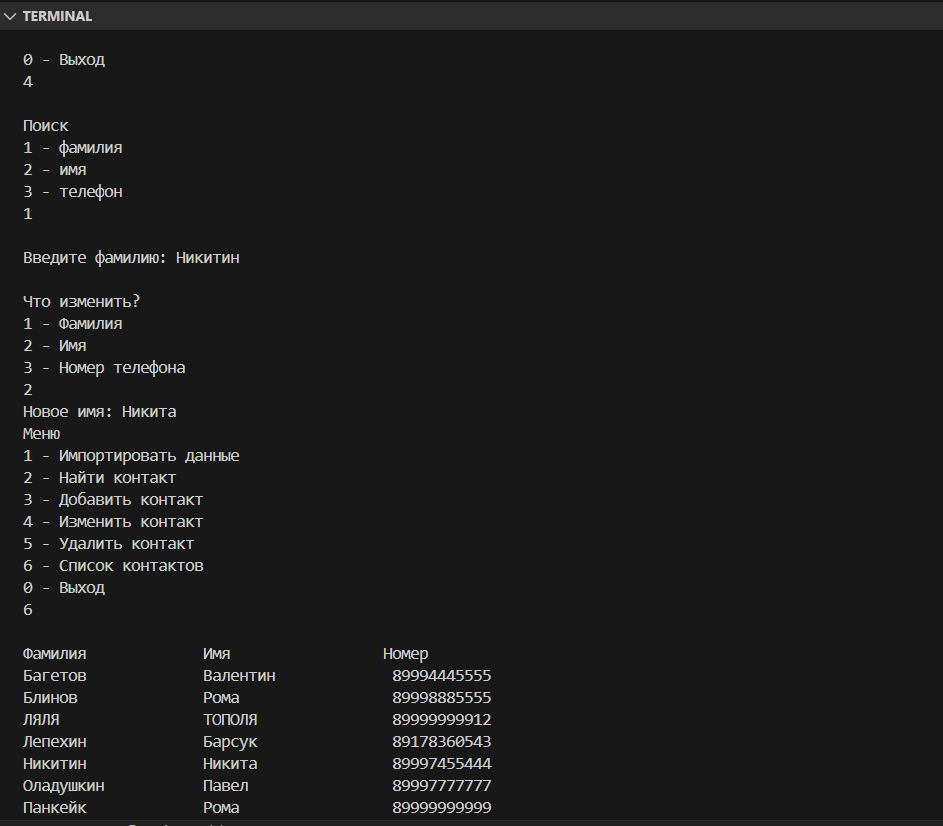 TERMINAL
0 - Выход
4
Поиск
1 - фамилия
2 - имя
3 - телефон
1
Введите фамилию: Никитин
Что изменить?
1 - Фамилия
2 - Имя
3 - Номер телефона
2
Новое имя: Никита
Меню
1 - Импортировать данные
2 - Найти контакт
3 - Добавить контакт
4 - Изменить контакт
5 - Удалить контакт
6 - Список контактов
0 - Выход
6
Фамилия Имя Номер
Багетов Валентин 89994445555
Блинов Рома 89998885555
ЛЯЛЯ ТОПОЛЯ 89999999912
Лепехин Барсук 89178360543
Никитин Никита 89997455444
Оладушкин Павел 89997777777
Панкейк Рома 89999999999